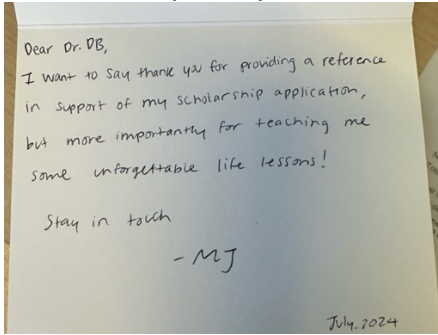 Dear Dr. DB,
I want to say thank you for providing a reference
in support of my scholarship application,
but more importantly for teaching me
some unforgettable life lessons!
Stay in touch
- MJ
July. 2024